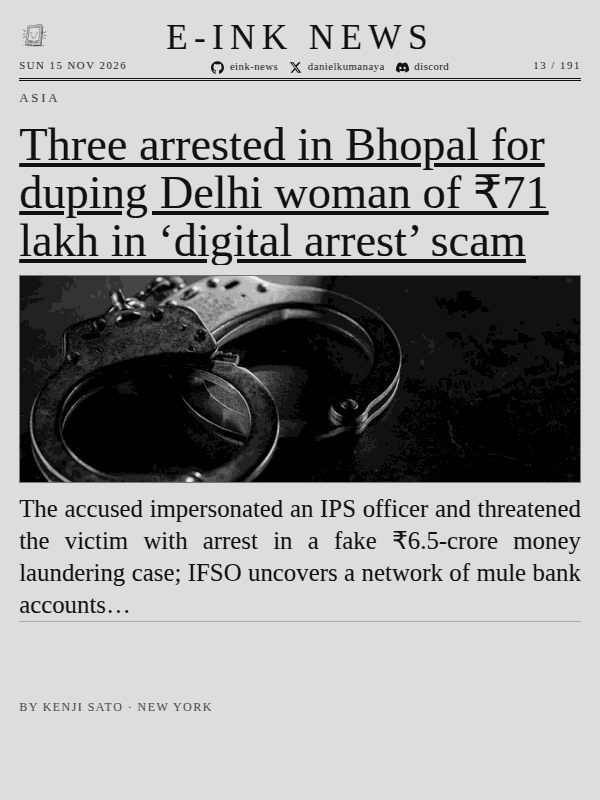 E-INK NEWS
SUN 15 NOV 2026
eink-news danielkumanaya discord
13 / 191
ASIA
Three arrested in Bhopal for
duping Delhi woman of ₹71
lakh in ‘digital arrest’ scam
The accused impersonated an IPS officer and threatened
the victim with arrest in a fake ₹6.5-crore money
laundering case; IFSO uncovers a network of mule bank
accounts…
BY KENJI SATO · NEW YORK